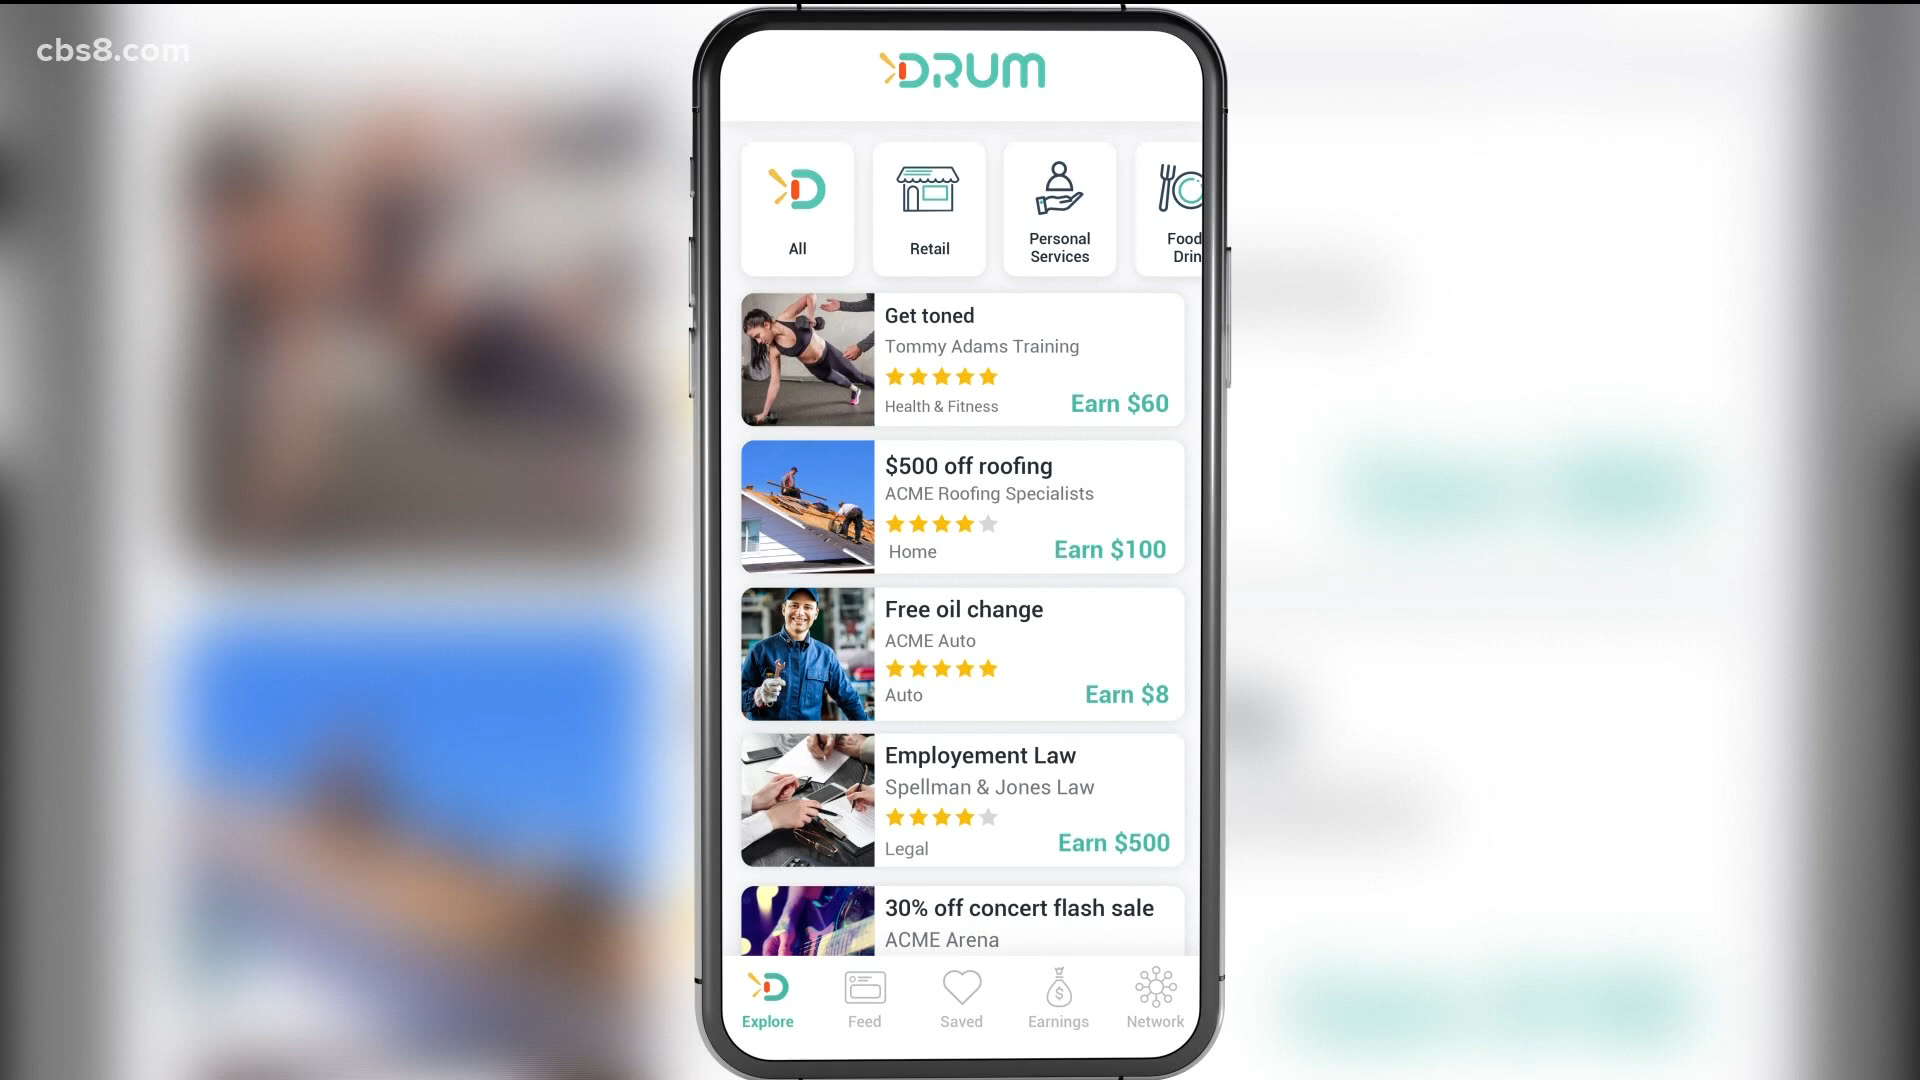 cbs8.com
DRUM
All
Retail
Personal
Services
Food
Drin
Get toned
Tommy Adams Training
Health & Fitness
Earn $60
$500 off roofing
ACME Roofing Specialists
Home
Earn $100
Free oil change
ACME Auto
Auto
Earn $8
Employement Law
Spellman & Jones Law
Legal
Earn $500
30% off concert flash sale
ACME Arena
Explore
Feed
Saved
Earnings
Network